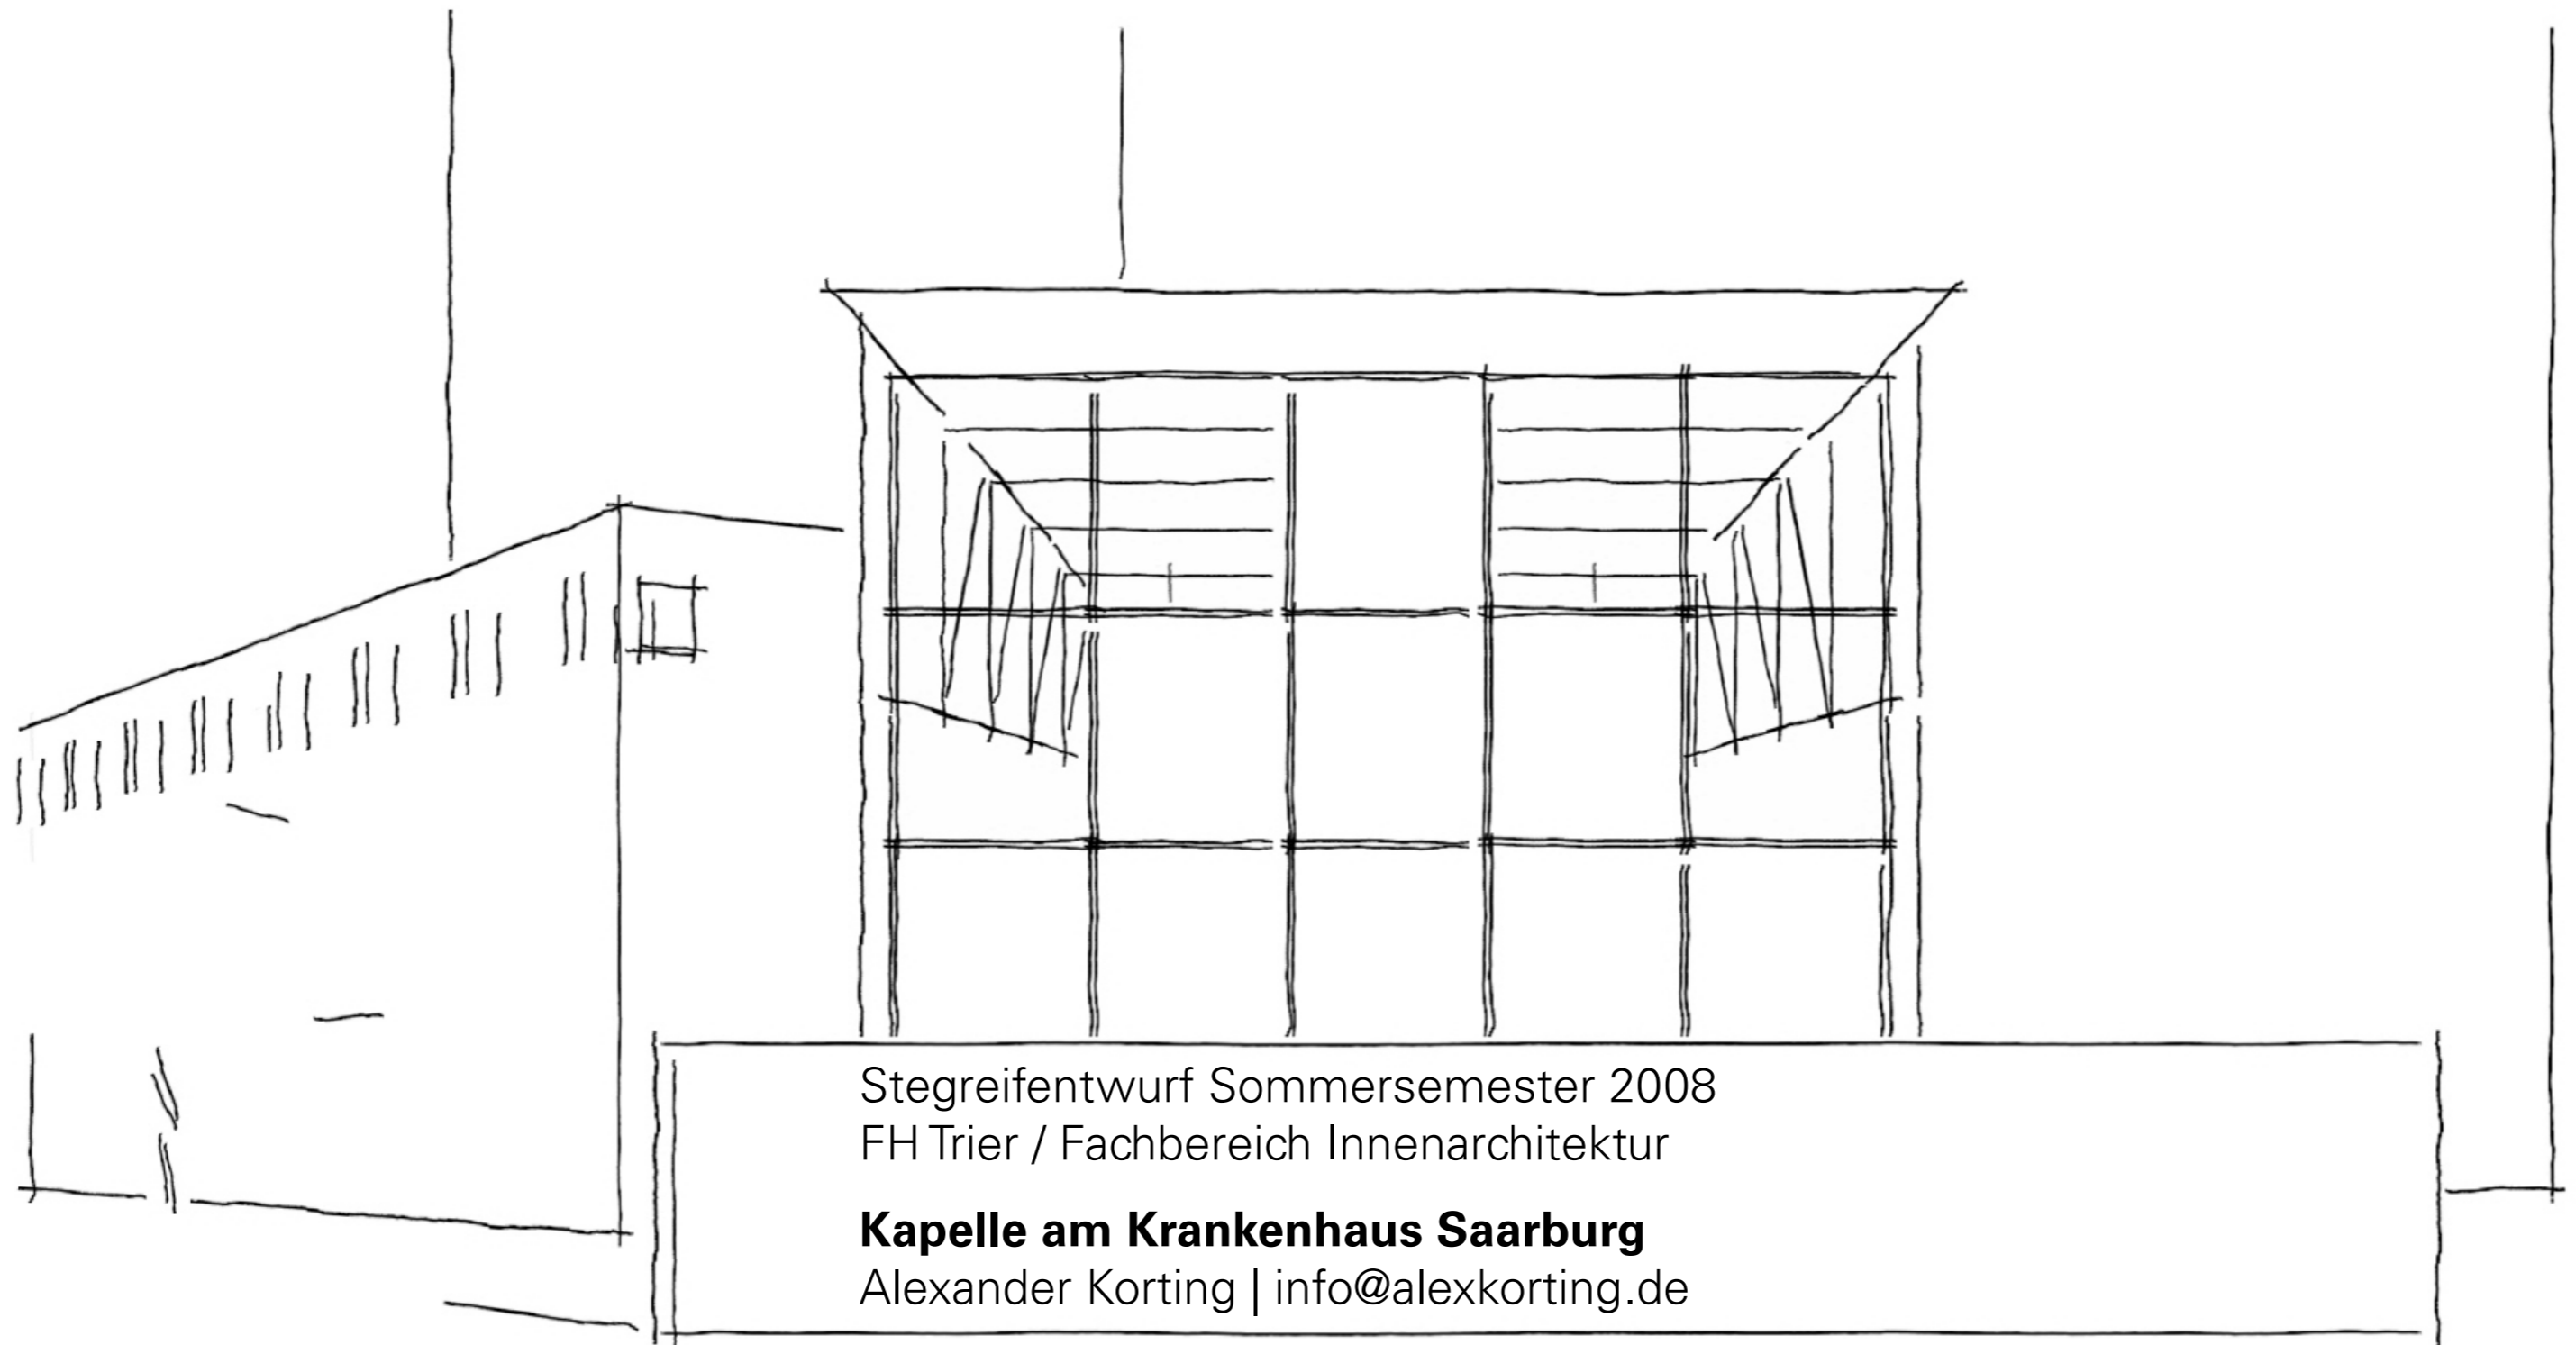 Stegreifentwurf Sommersemester 2008
FH Trier / Fachbereich Innenarchitektur
Kapelle am Krankenhaus Saarburg
Alexander Korting | info@alexkorting.de